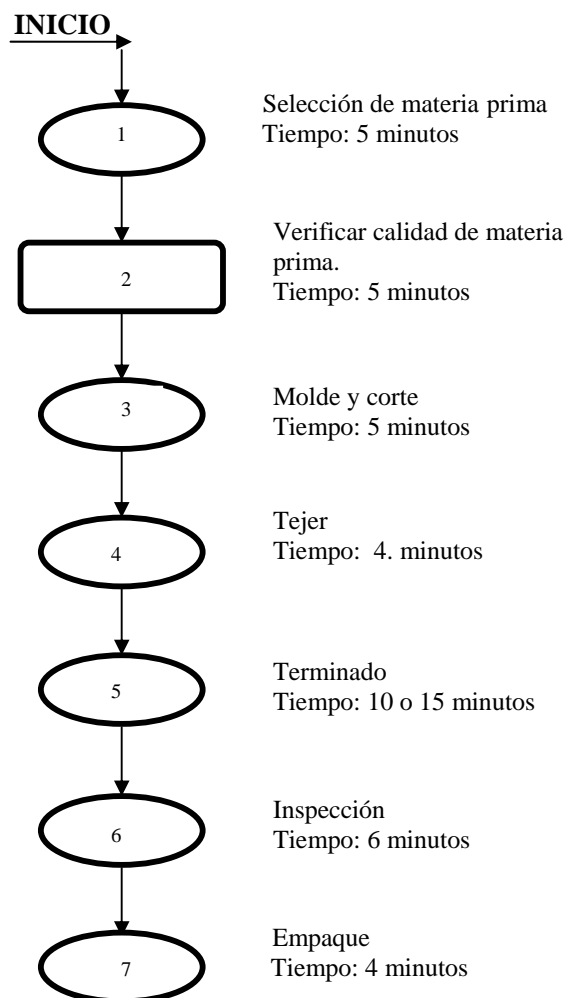 INICIO
1
Selección de materia prima
Tiempo: 5 minutos
2
Verificar calidad de materia
prima.
Tiempo: 5 minutos
3
Molde y corte
Tiempo: 5 minutos
4
Tejer
Tiempo:  4. minutos
5
Terminado
Tiempo: 10 o 15 minutos
6
Inspección
Tiempo: 6 minutos
7
Empaque
Tiempo: 4 minutos